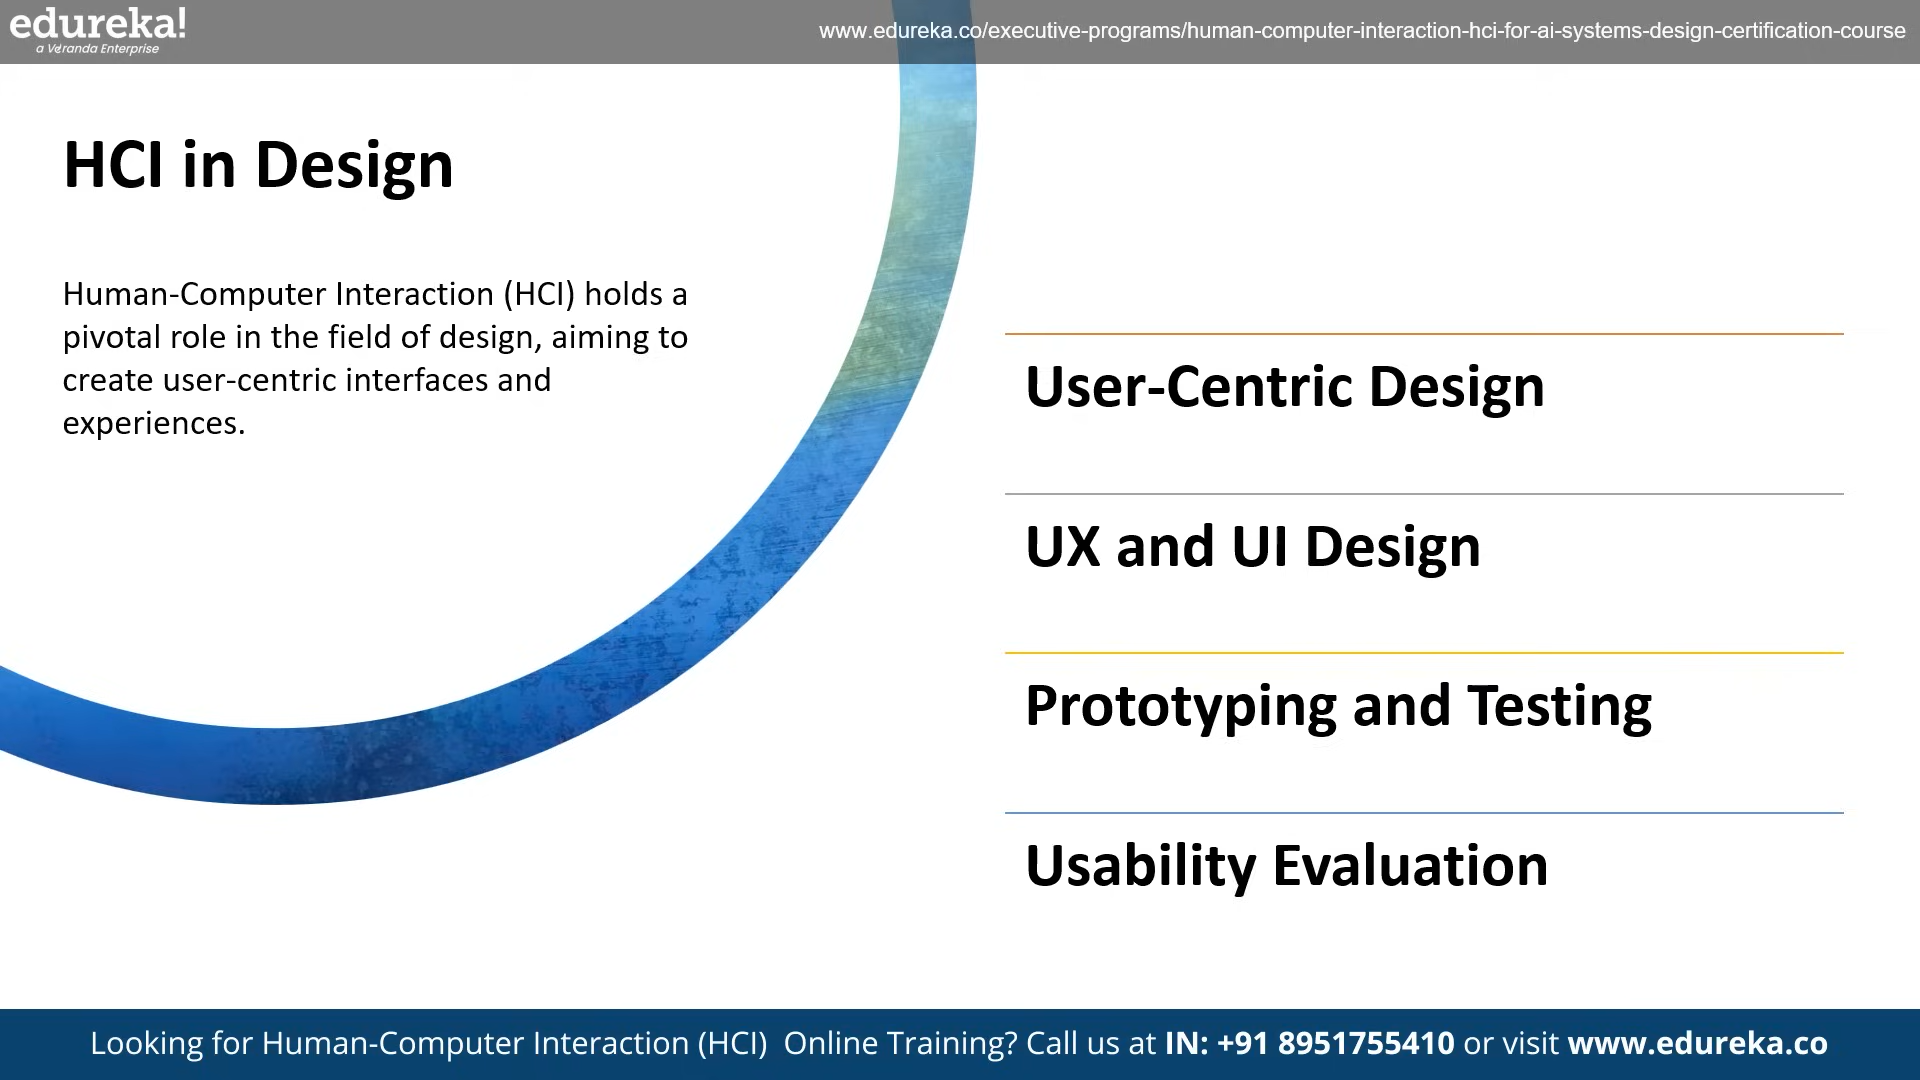 edureka!
a Veranda Enterprise
www.edureka.co/executive-programs/human-computer-interaction-hci-for-ai-systems-design-certification-course
HCI in Design
Human-Computer Interaction (HCI) holds a
pivotal role in the field of design, aiming to
create user-centric interfaces and
experiences.
User-Centric Design
UX and UI Design
Prototyping and Testing
Usability Evaluation
Looking for Human-Computer Interaction (HCI)  Online Training? Call us at IN: +91 8951755410 or visit www.edureka.co